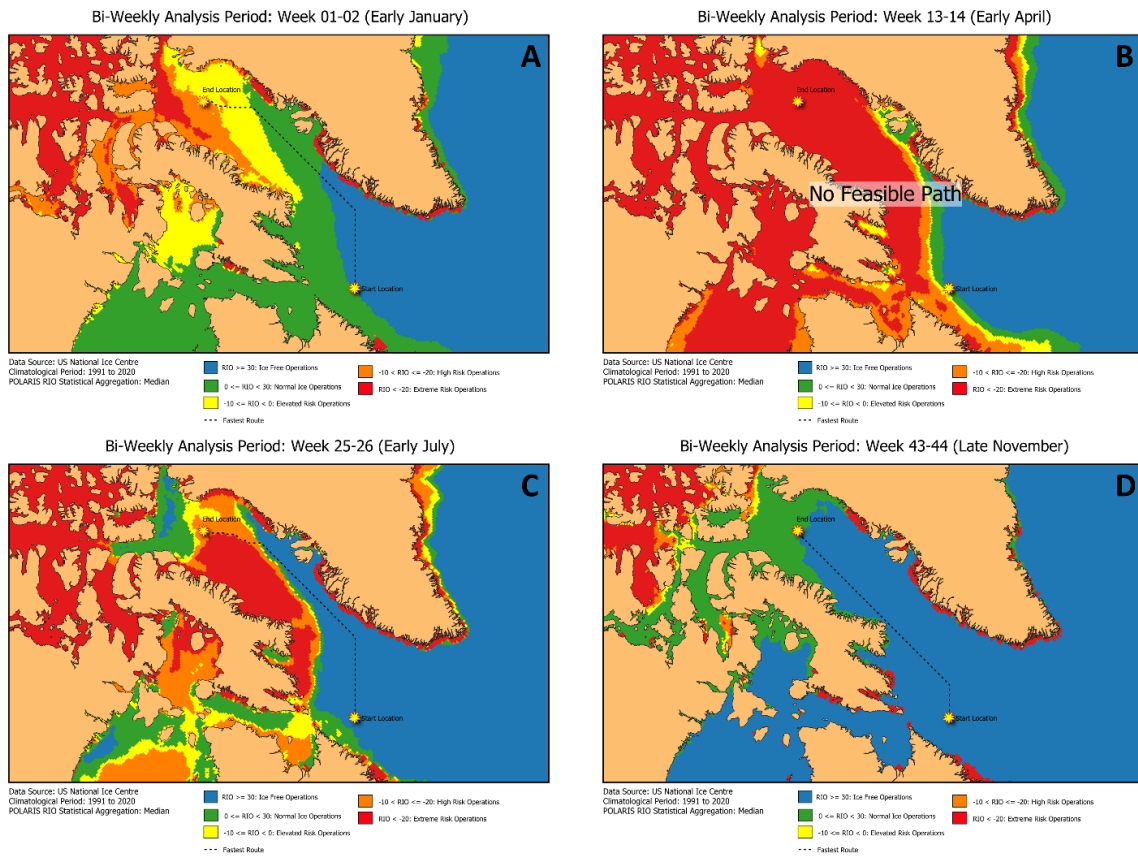 Bi-Weekly Analysis Period: Week 01-02 (Early January)
A
End Location
Start Location
Data Source: US National Ice Centre
Climatological Period: 1991 to 2020
POLARIS RIO Statistical Aggregation: Median
RIO >= 30: Ice Free Operations
0 <= RIO < 30: Normal Ice Operations
-10 <= RIO < 0: Elevated Risk Operations
Fastest Route
-10 < RIO <= -20: High Risk Operations
RIO < -20: Extreme Risk Operations
Bi-Weekly Analysis Period: Week 13-14 (Early April)
B
End Location
No Feasible Path
Start Location
Data Source: US National Ice Centre
Climatological Period: 1991 to 2020
POLARIS RIO Statistical Aggregation: Median
RIO >= 30: Ice Free Operations
0 <= RIO < 30: Normal Ice Operations
-10 <= RIO < 0: Elevated Risk Operations
Fastest Route
-10 < RIO <= -20: High Risk Operations
RIO < -20: Extreme Risk Operations
Bi-Weekly Analysis Period: Week 25-26 (Early July)
C
End Location
Start Location
Data Source: US National Ice Centre
Climatological Period: 1991 to 2020
POLARIS RIO Statistical Aggregation: Median
RIO >= 30: Ice Free Operations
0 <= RIO < 30: Normal Ice Operations
-10 <= RIO < 0: Elevated Risk Operations
Fastest Route
-10 < RIO <= -20: High Risk Operations
RIO < -20: Extreme Risk Operations
Bi-Weekly Analysis Period: Week 43-44 (Late November)
D
End Location
Start Location
Data Source: US National Ice Centre
Climatological Period: 1991 to 2020
POLARIS RIO Statistical Aggregation: Median
RIO >= 30: Ice Free Operations
0 <= RIO < 30: Normal Ice Operations
-10 <= RIO < 0: Elevated Risk Operations
Fastest Route
-10 < RIO <= -20: High Risk Operations
RIO < -20: Extreme Risk Operations